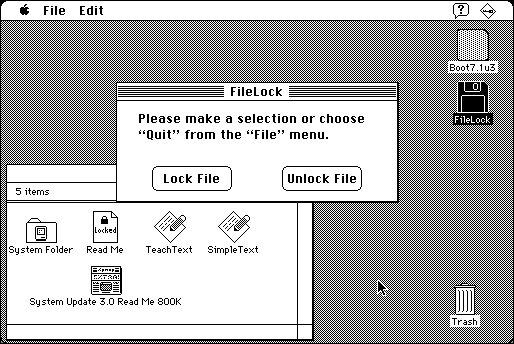 File Edit
Boot7.1u3
FileLock
FileLock
Please make a selection or choose
“Quit” from the “File” menu.
Lock File
Unlock File
5 items
Locked
System Folder
Read Me
TeachText
SimpleText
System Update 3.0 Read Me 800K
Trash